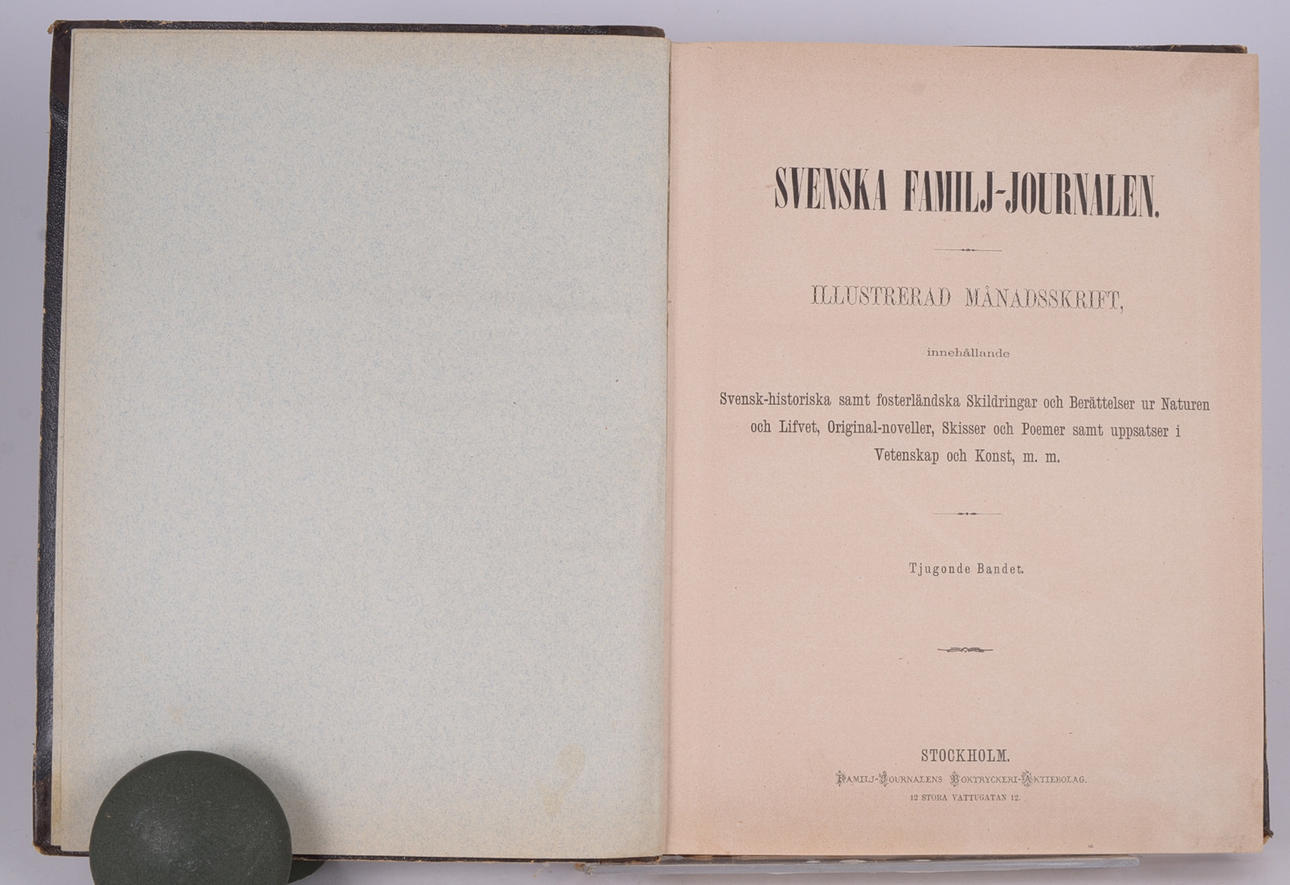 SVENSKA FAMILJ-JOURNALEN.
ILLUSTRERAD MÅNADSSKRIFT,
innehållande
Svensk-historiska samt fosterländska Skildringar och Berättelser ur Naturen
och Lifvet, Original-noveller, Skisser och Poemer samt uppsatser i
Vetenskap och Konst, m. m.
Tjugonde Bandet.
STOCKHOLM.
FAMILJ-JOURNALENS BOKTRYCKERI-AKTIEBOLAG.
12 STORA VATTUGATAN 12.